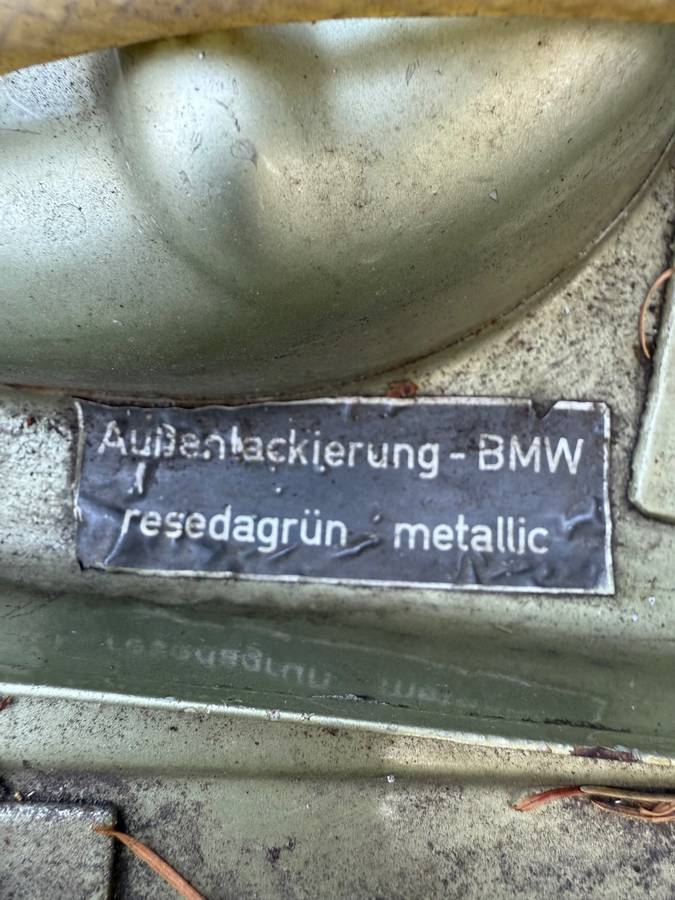 Außenlackierung - BMW
resedagrün metallic